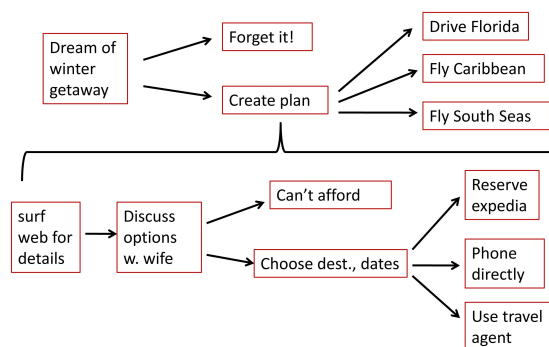 Dream of
winter
getaway
Forget it!
Create plan
Drive Florida
Fly Caribbean
Fly South Seas
surf
web for
details
Discuss
options
w. wife
Can't afford
Choose dest., dates
Reserve
expedia
Phone
directly
Use travel
agent